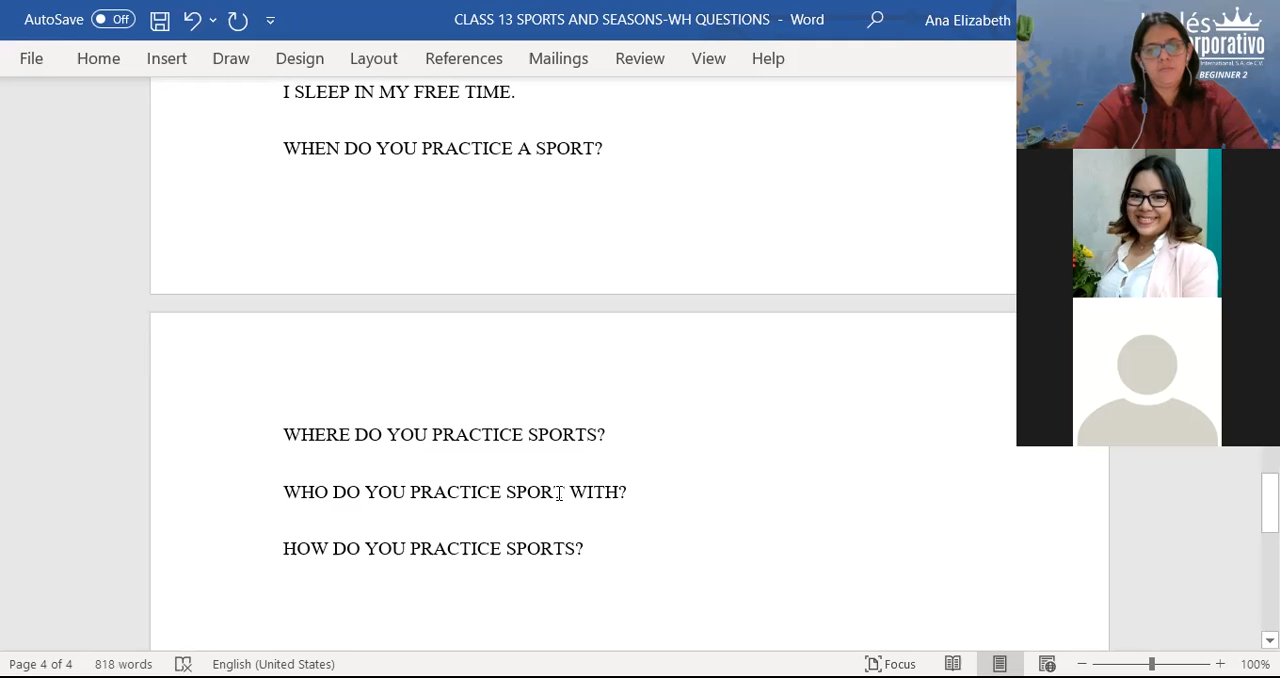 AutoSave Off CLASS 13 SPORTS AND SEASONS-WH QUESTIONS - Word Ana Elizabeth
File Home Insert Draw Design Layout References Mailings Review View Help
BEGINNER 2
I SLEEP IN MY FREE TIME.
WHEN DO YOU PRACTICE A SPORT?
WHERE DO YOU PRACTICE SPORTS?
WHO DO YOU PRACTICE SPORT WITH?
HOW DO YOU PRACTICE SPORTS?
Page 4 of 4 818 words English (United States) Focus 100%